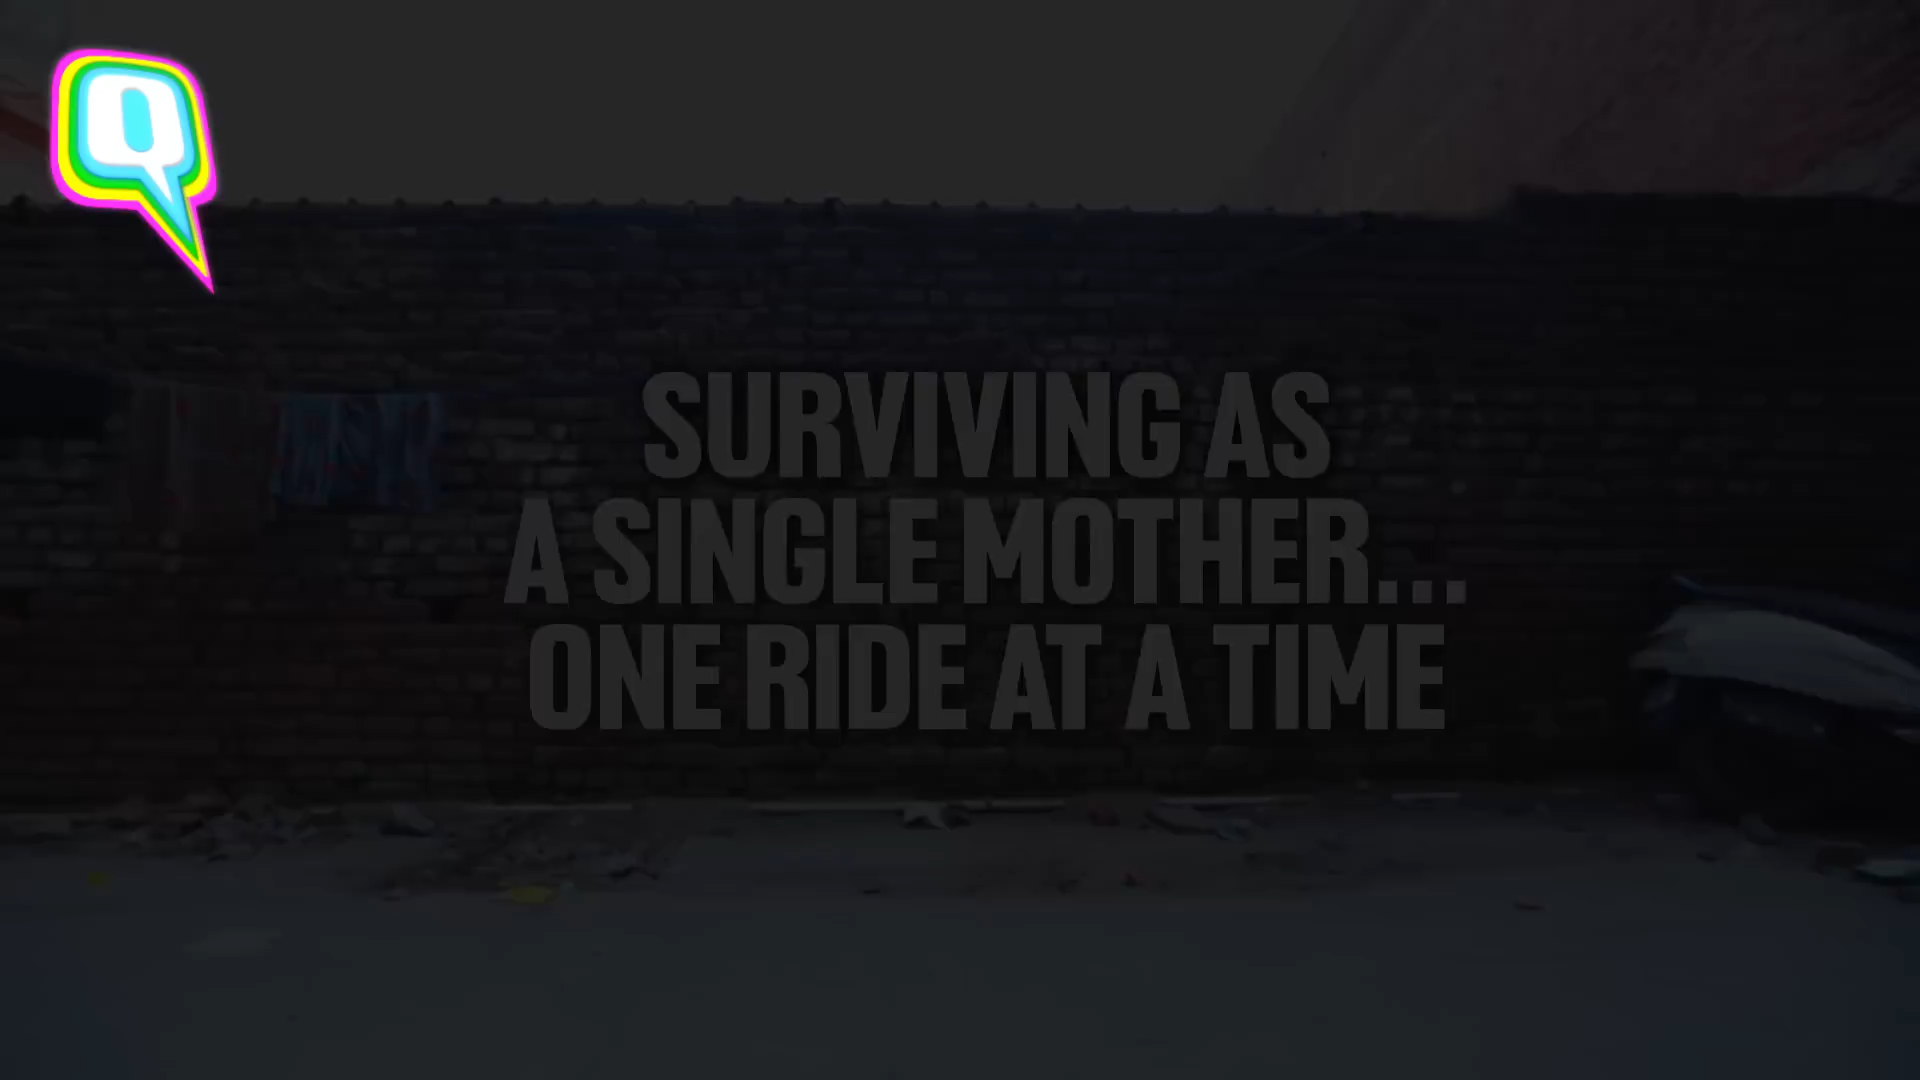 Q
SURVIVING AS
A SINGLE MOTHER...
ONE RIDE AT A TIME